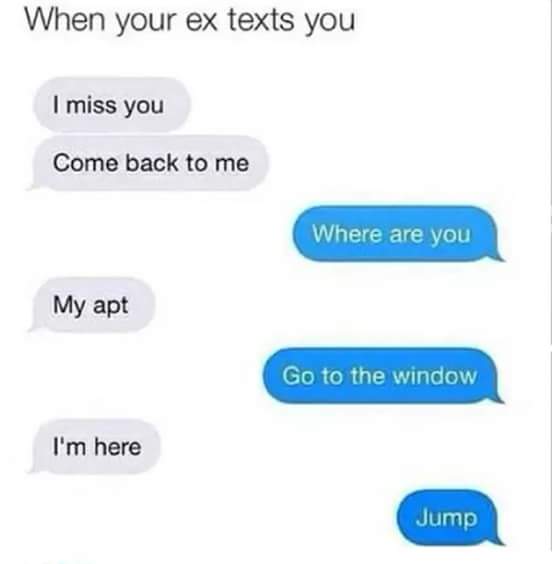 When your ex texts you
I miss you
Come back to me
Where are you
My apt
Go to the window
I'm here
Jump